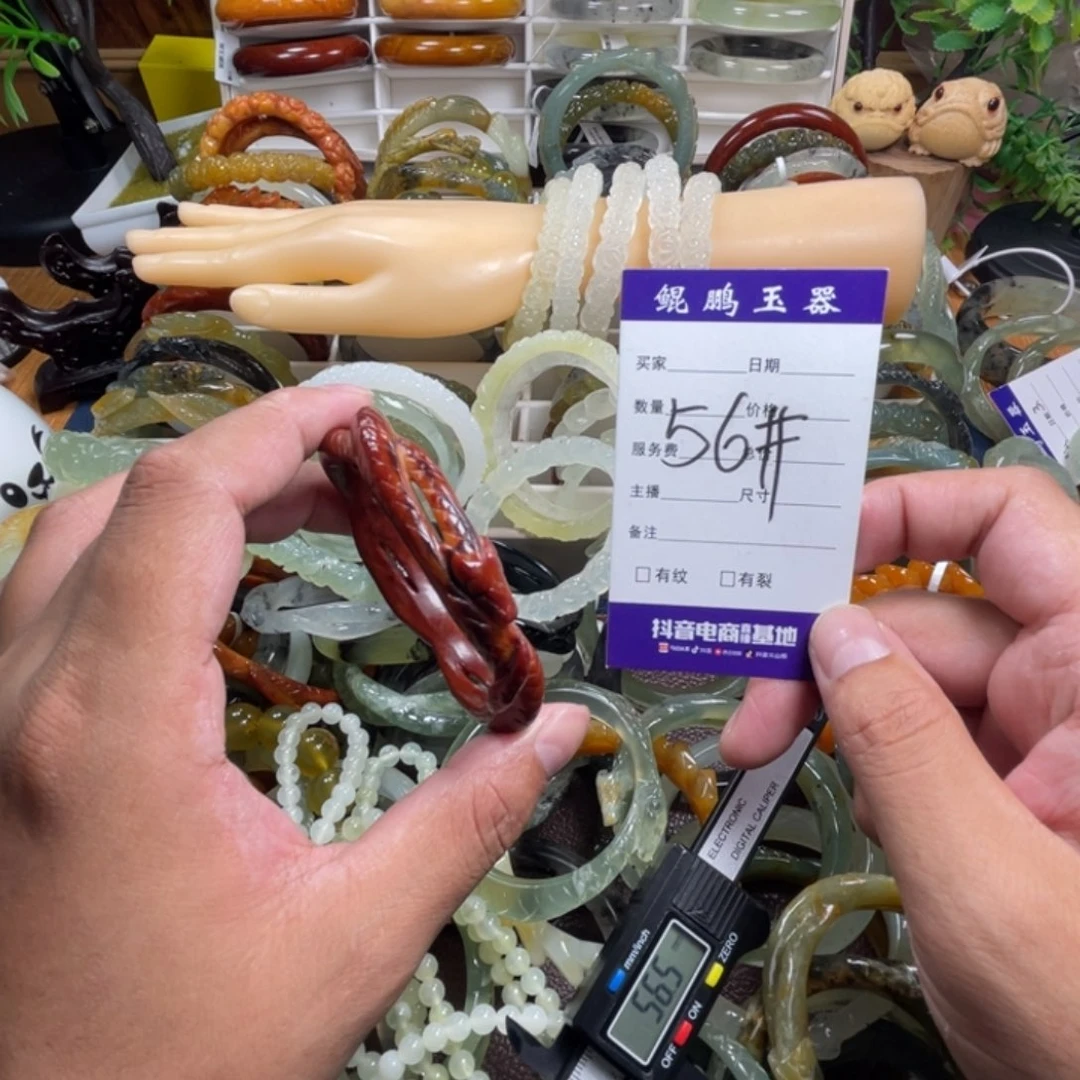 鲲鹏玉器
买家 日期
数量 价格
56#
服务费
主播 尺寸
备注
□有纹 □有裂
抖音电商直播基地
ELECTRONIC
DIGITAL CALIPER
mm/inch
ZERO
56.5
OFF ON